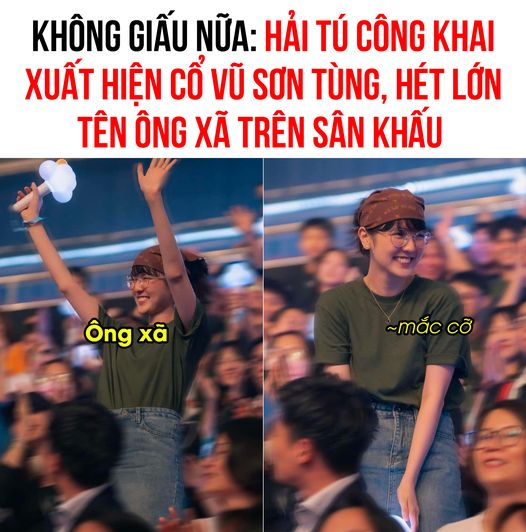 KHÔNG GIẤU NỮA: HẢI TÚ CÔNG KHAI
XUẤT HIỆN CỔ VŨ SƠN TÙNG, HÉT LỚN
TÊN ÔNG XÃ TRÊN SÂN KHẤU
Ông xã
~mắc cỡ